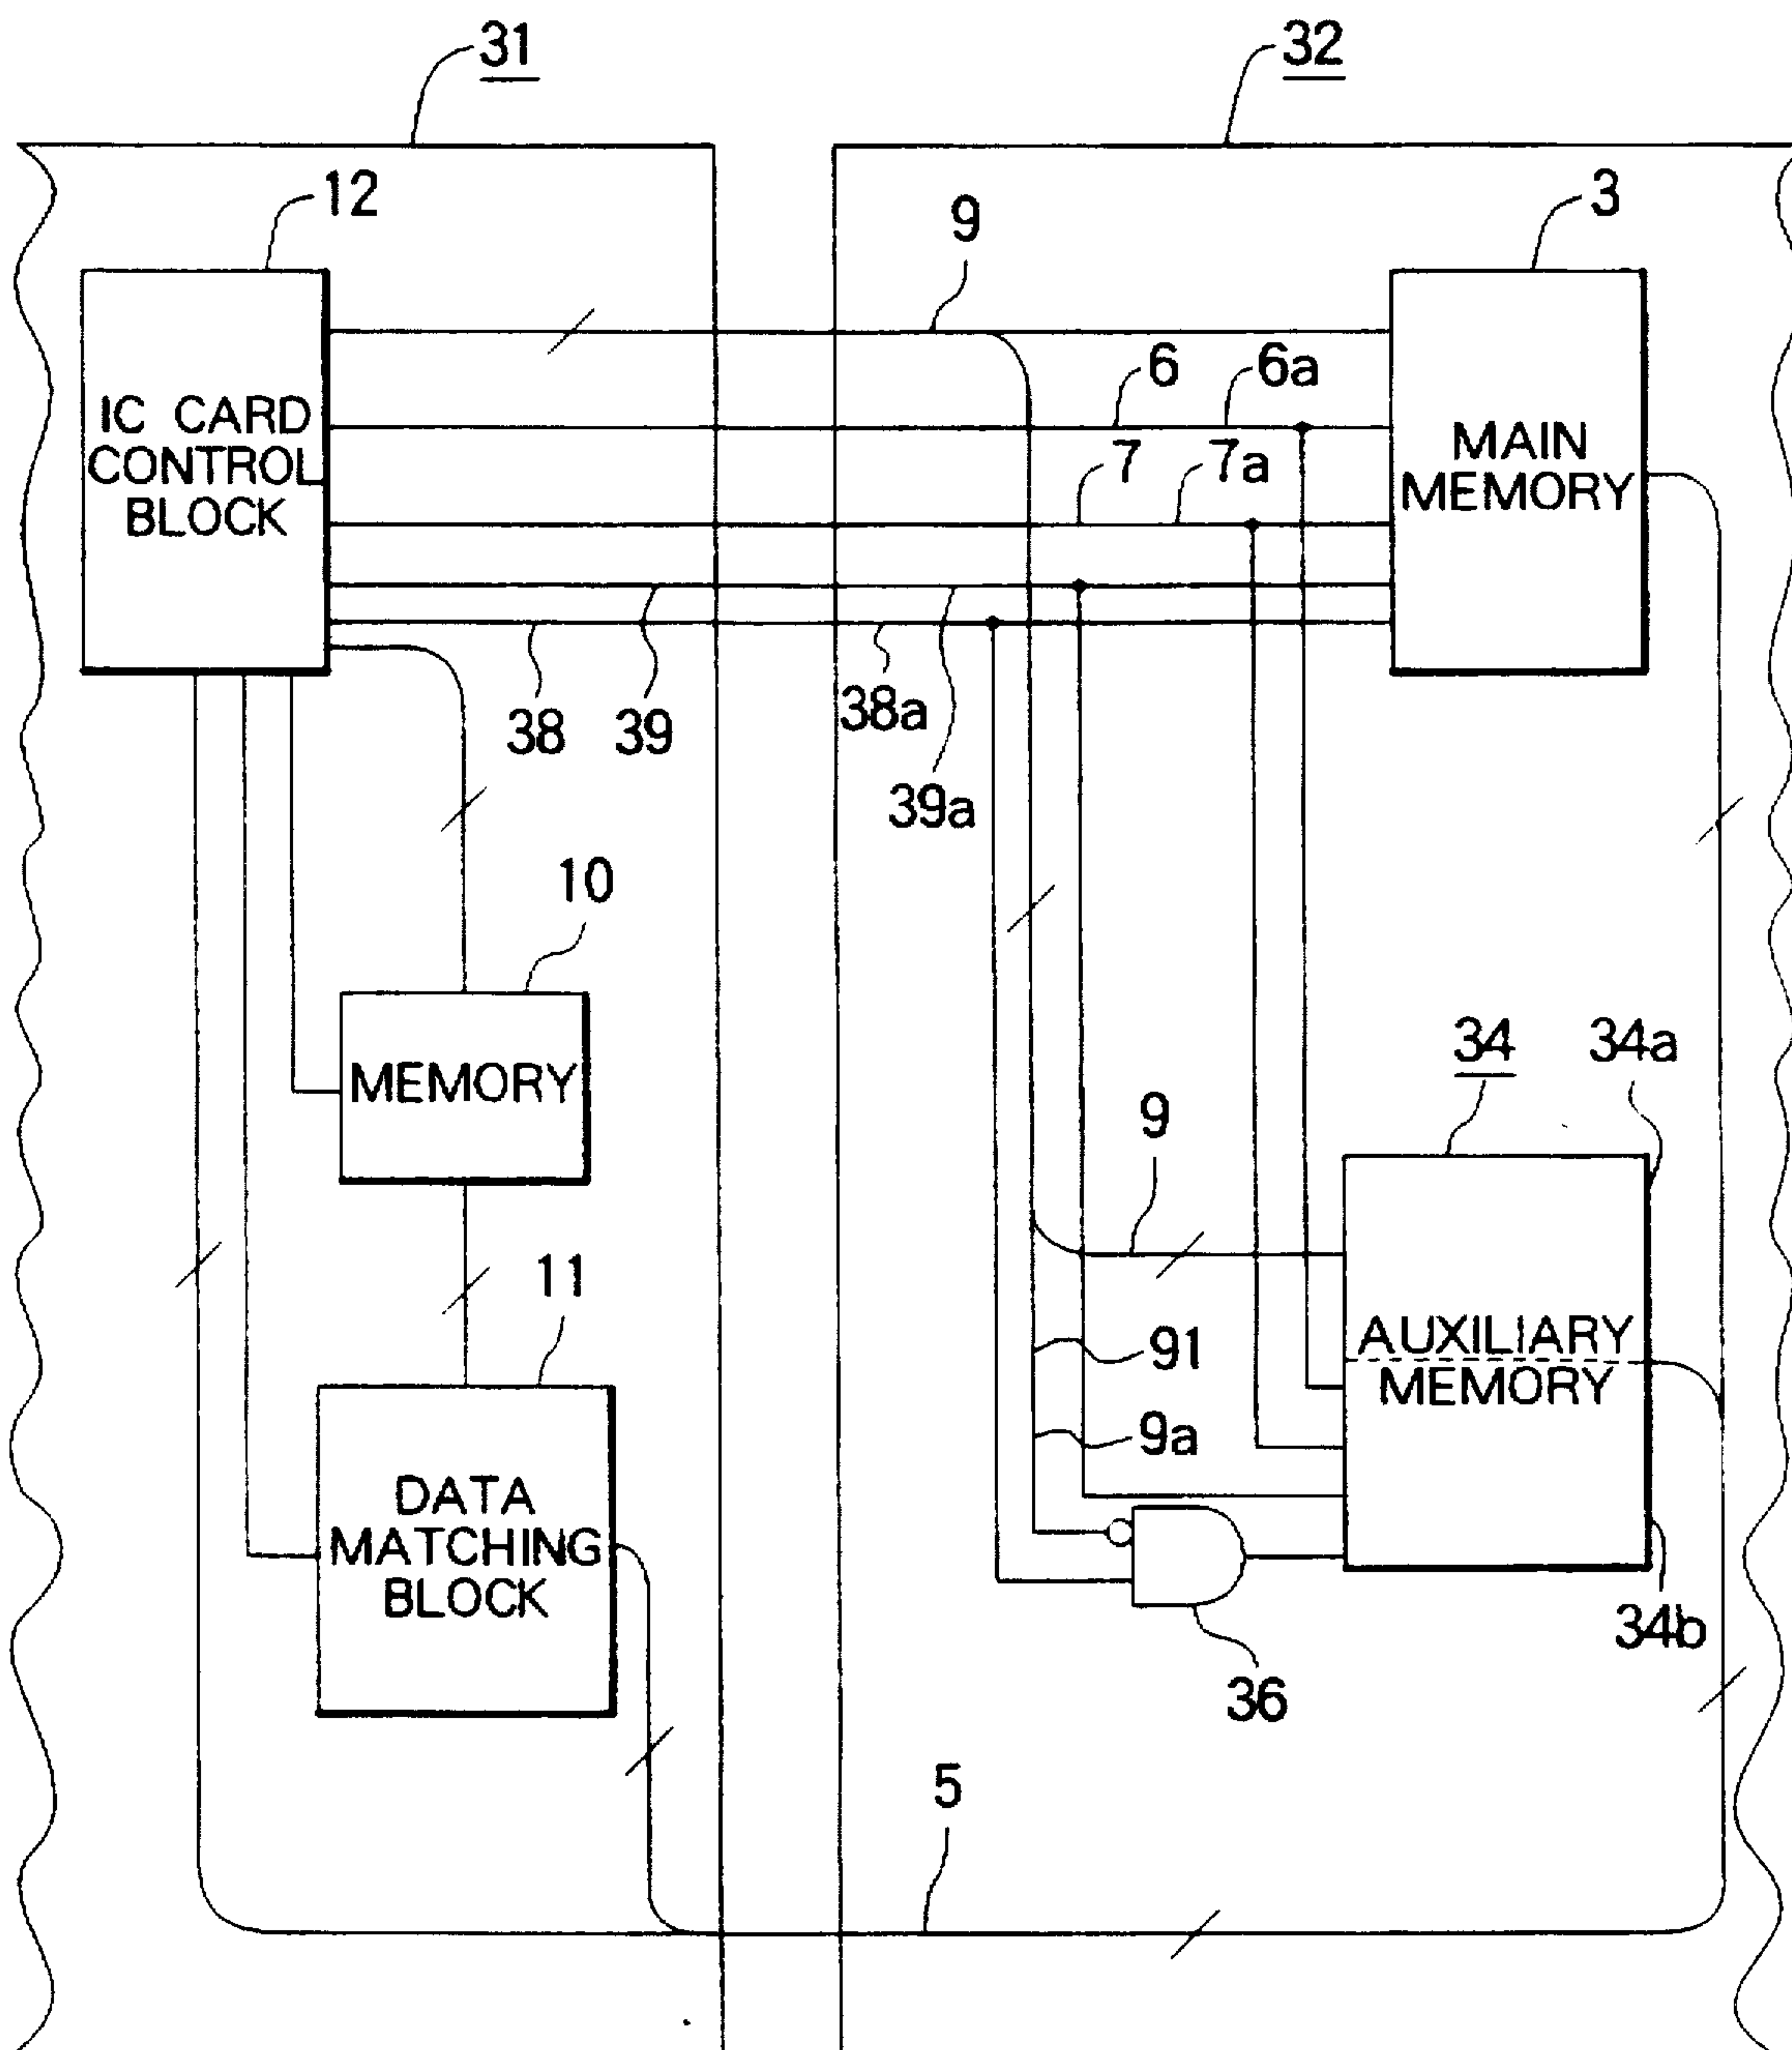 31
32
12
9
3
IC CARD
CONTROL
BLOCK
6
6a
7
7a
MAIN
MEMORY
38
39
38a
39a
10
MEMORY
34
34a
9
11
91
AUXILIARY
MEMORY
9a
DATA
MATCHING
BLOCK
34b
36
5